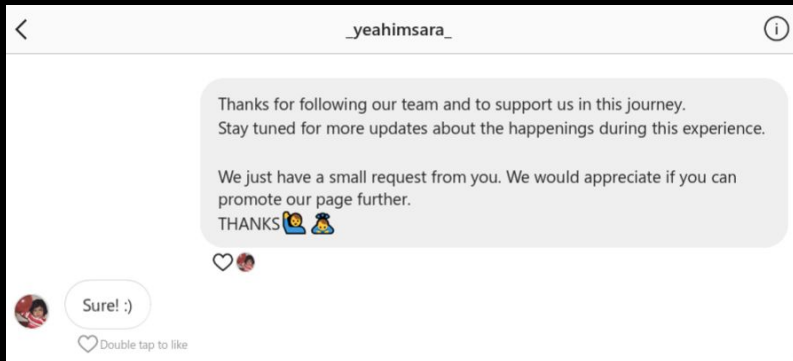 _yeahimsara_
Thanks for following our team and to support us in this journey.
Stay tuned for more updates about the happenings during this experience.
We just have a small request from you. We would appreciate if you can
promote our page further.
THANKS🙋‍♂️ 🙇‍♂️
Sure! :)
Double tap to like